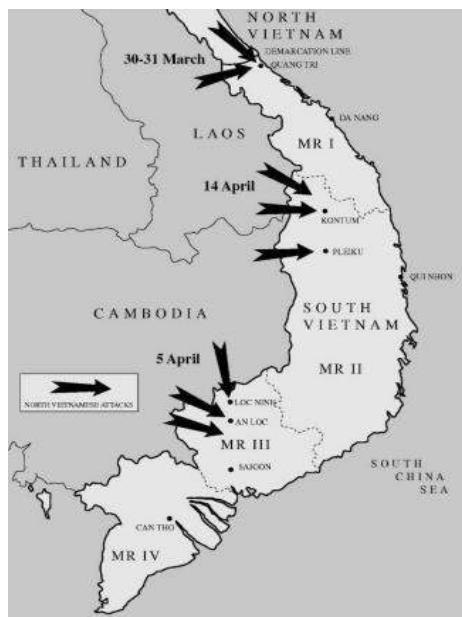 NORTH
VIETNAM
DEMARCATION LINE
30-31 March
QUANG TRI
LAOS
DA NANG
THAILAND
MR I
14 April
KONTUM
PLEIKU
QUI NHON
CAMBODIA
SOUTH
VIETNAM
5 April
MR II
NORTH VIETNAMESE ATTACKS
LOC NINH
AN LOC
MR III
SOUTH
CHINA
SEA
SAIGON
CAN THO
MR IV